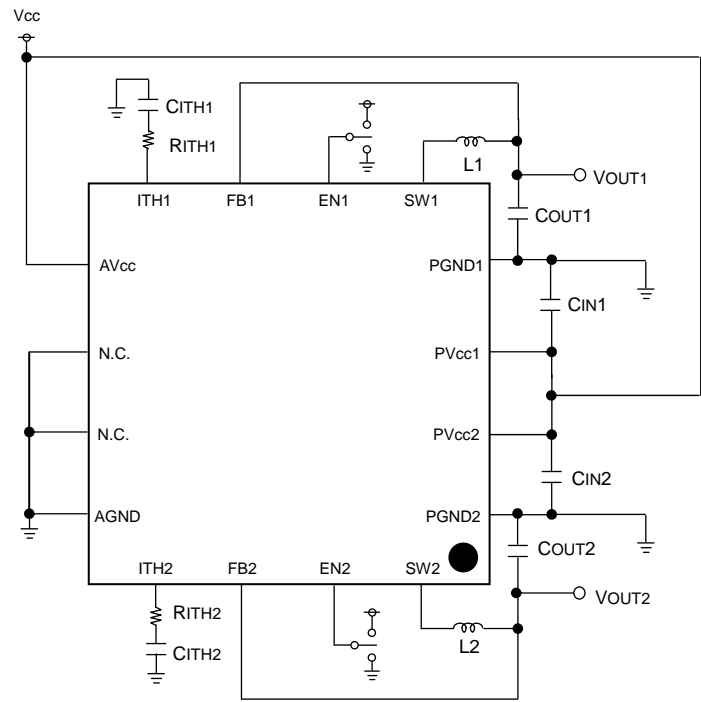 Vcc
CITH1
RITH1
L1
VOUT1
ITH1 FB1 EN1 SW1
COUT1
AVcc PGND1
CIN1
N.C. PVcc1
N.C. PVcc2
CIN2
AGND PGND2
COUT2
ITH2 FB2 EN2 SW2
VOUT2
RITH2
L2
CITH2